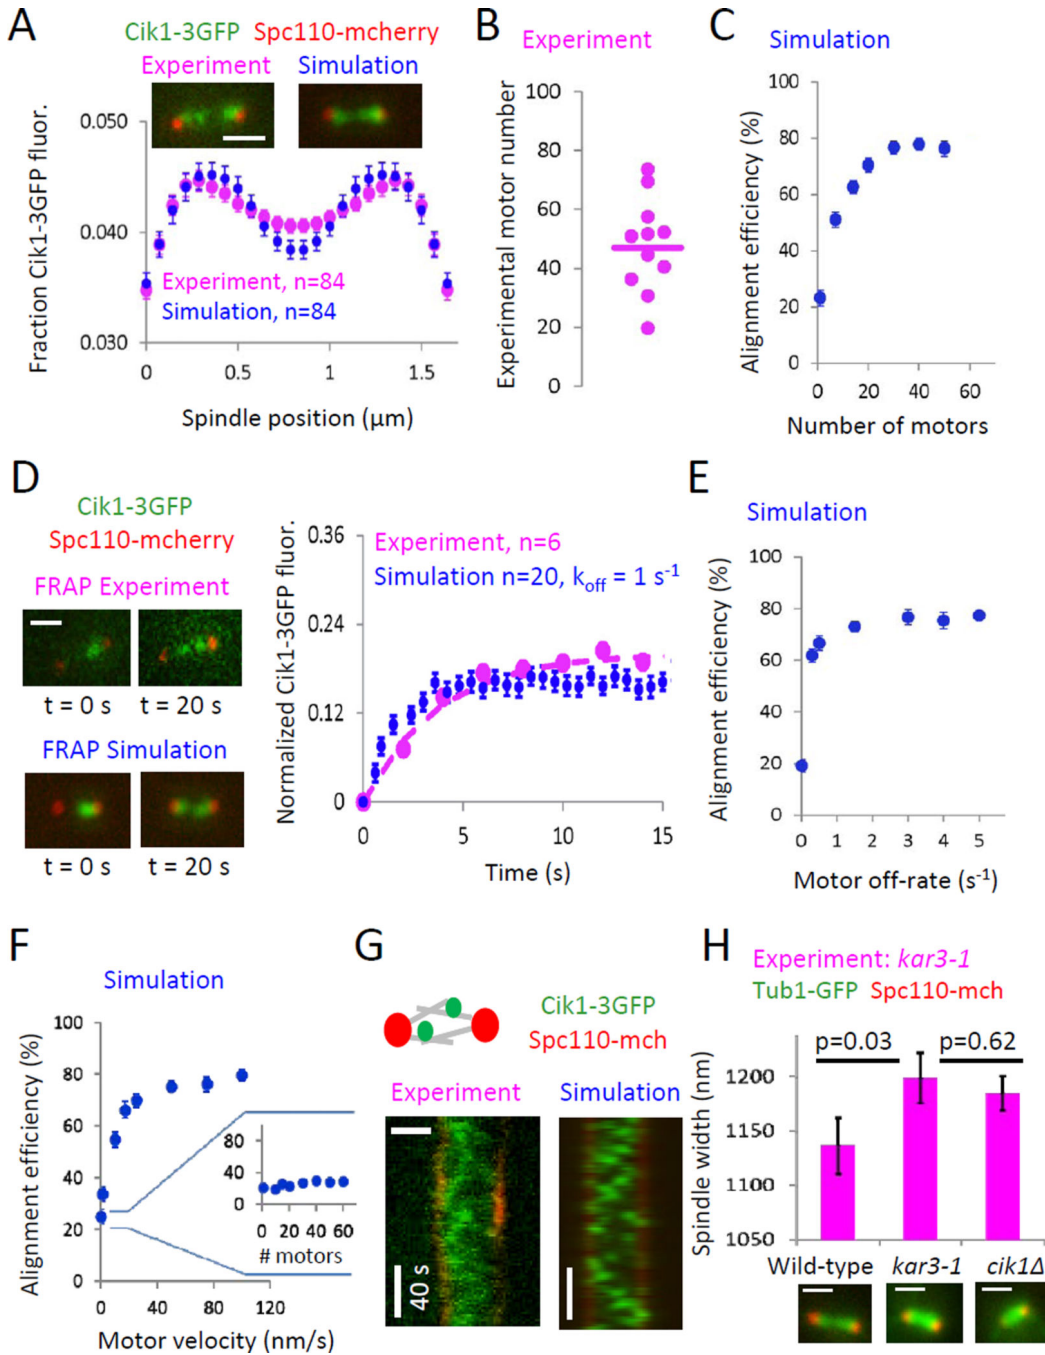 A
Cik1-3GFP Spc110-mcherry
Experiment Simulation
Fraction Cik1-3GFP fluor.
0.050
0.040
0.030
Experiment, n=84
Simulation, n=84
0 0.5 1 1.5
Spindle position (µm)
B
Experiment
Experimental motor number
100
80
60
40
20
0
C
Simulation
Alignment efficiency (%)
100
80
60
40
20
0
0 20 40 60
Number of motors
D
Cik1-3GFP
Spc110-mcherry
FRAP Experiment
t = 0 s t = 20 s
FRAP Simulation
t = 0 s t = 20 s
Normalized Cik1-3GFP fluor.
0.36
0.24
0.12
0
Experiment, n=6
Simulation n=20, koff = 1 s-1
0 5 10 15
Time (s)
E
Simulation
Alignment efficiency (%)
100
80
60
40
20
0
0 1 2 3 4 5
Motor off-rate (s-1)
F
Simulation
Alignment efficiency (%)
100
80
60
40
20
0
80
40
0
0 20 40 60
# motors
0 40 80 120
Motor velocity (nm/s)
G
Cik1-3GFP
Spc110-mch
Experiment Simulation
40 s
H
Experiment: kar3-1
Tub1-GFP Spc110-mch
Spindle width (nm)
p=0.03 p=0.62
1200
1150
1100
1050
Wild-type kar3-1 cik1Δ